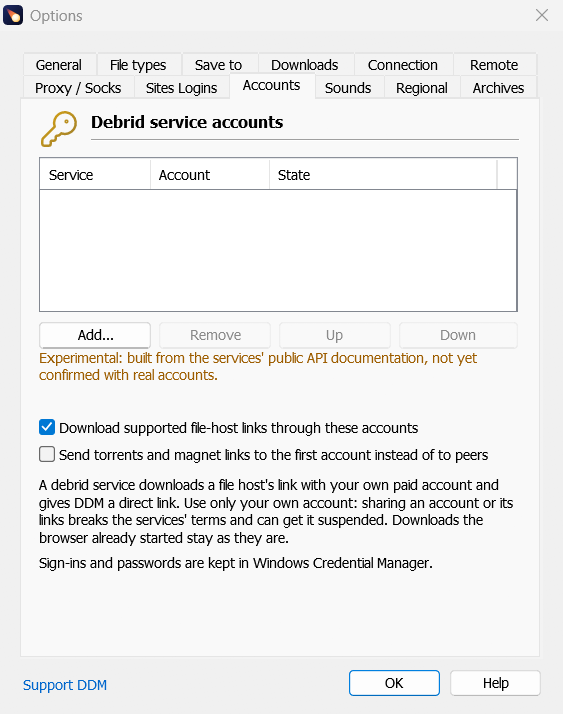 Options
General
File types
Save to
Downloads
Connection
Remote
Proxy / Socks
Sites Logins
Accounts
Sounds
Regional
Archives
Debrid service accounts
Service
Account
State
Add...
Remove
Up
Down
Experimental: built from the services' public API documentation, not yet
confirmed with real accounts.
Download supported file-host links through these accounts
Send torrents and magnet links to the first account instead of to peers
A debrid service downloads a file host's link with your own paid account and
gives DDM a direct link. Use only your own account: sharing an account or its
links breaks the services' terms and can get it suspended. Downloads the
browser already started stay as they are.
Sign-ins and passwords are kept in Windows Credential Manager.
Support DDM
OK
Help